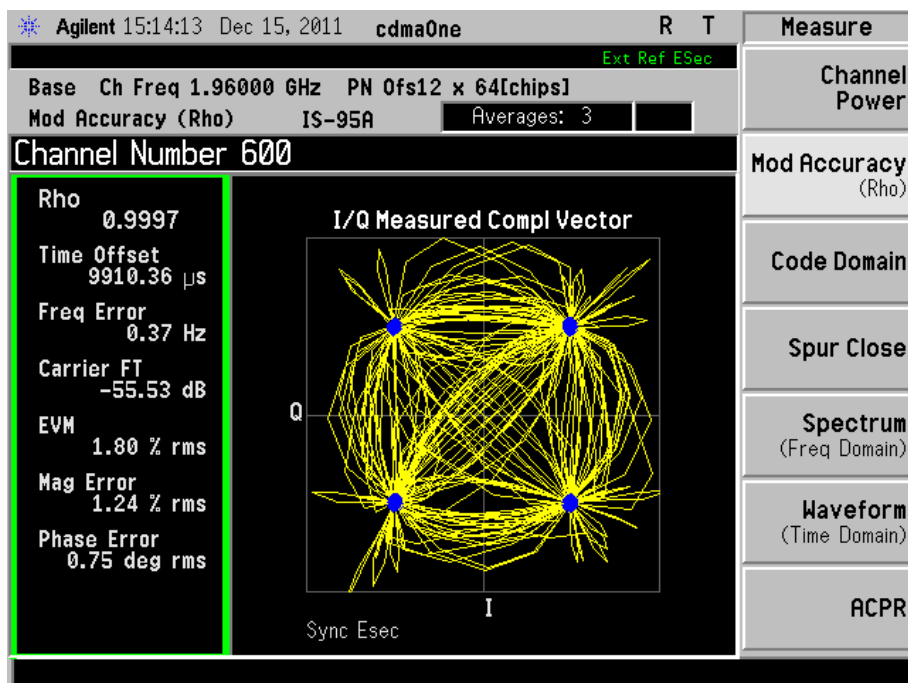 Agilent 15:14:13 Dec 15, 2011 cdmaOne R T
Ext Ref ESec
Base Ch Freq 1.96000 GHz PN Ofs12 x 64[chips]
Mod Accuracy (Rho) IS-95A Averages: 3
Channel Number 600
Rho
0.9997
Time Offset
9910.36 μs
Freq Error
0.37 Hz
Carrier FT
-55.53 dB
EVM
1.80 % rms
Mag Error
1.24 % rms
Phase Error
0.75 deg rms
I/Q Measured Compl Vector
Q
I
Sync Esec
Measure
Channel
Power
Mod Accuracy
(Rho)
Code Domain
Spur Close
Spectrum
(Freq Domain)
Waveform
(Time Domain)
ACPR